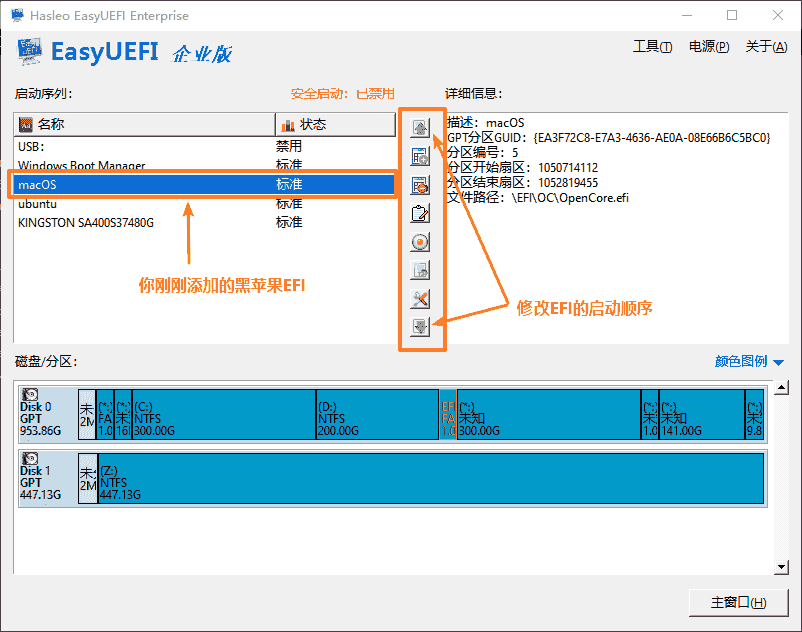 Hasleo EasyUEFI Enterprise
EasyUEFI 企业版
工具(T) 电源(P) 关于(A)
启动序列: 安全启动: 已禁用 详细信息:
名称 状态
USB: 禁用
Windows Boot Manager 标准
macOS 标准
ubuntu 标准
KINGSTON SA400S37480G 标准
描述: macOS
GPT分区GUID: {EA3F72C8-E7A3-4636-AE0A-08E66B6C5BC0}
分区编号: 5
分区开始扇区: 1050714112
分区结束扇区: 1052819455
文件路径: \EFI\OC\OpenCore.efi
你刚刚添加的黑苹果EFI
修改EFI的启动顺序
磁盘/分区: 颜色图例
Disk 0
GPT
953.86G
未
2M
(*:)
FA
1.0
(*:)
未
16
(C:)
NTFS
300.00G
(D:)
NTFS
200.00G
EFI
FA
1.0
(*:)
未知
300.00G
(*:)
未
1.0
(*:)
未知
141.00G
(*:)
未
9.8
Disk 1
GPT
447.13G
未
2M
(Z:)
NTFS
447.13G
主窗口(H)